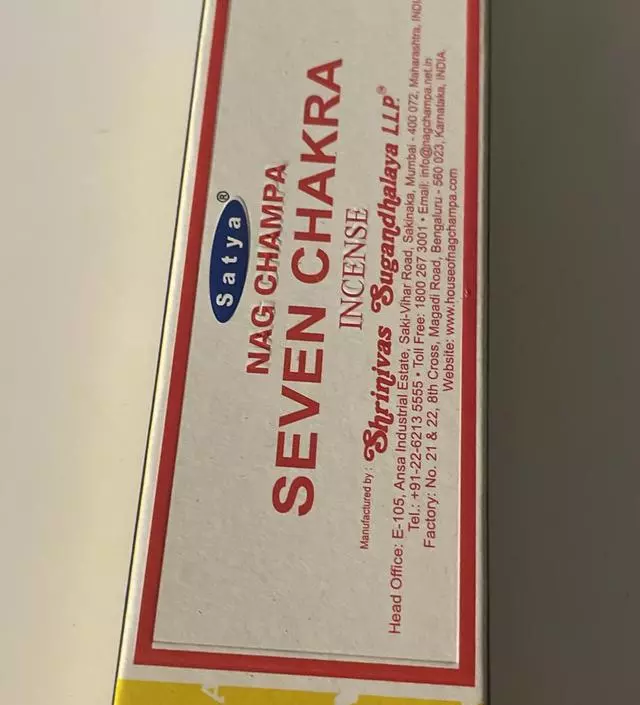 Satya®
NAG CHAMPA
SEVEN CHAKRA
INCENSE
Manufactured by : Shrinivas Sugandhalaya LLP®
Head Office: E-105, Ansa Industrial Estate, Saki-Vihar Road, Sakinaka, Mumbai - 400 072, Maharashtra, INDI
Tel.: +91-22-6213 5555 • Toll Free: 1800 267 3001 • Email: info@nagchampa.net.in
Factory: No. 21 & 22, 8th Cross, Magadi Road, Bengaluru - 560 023, Karnataka, INDIA.
Website: www.houseofnagchampa.com